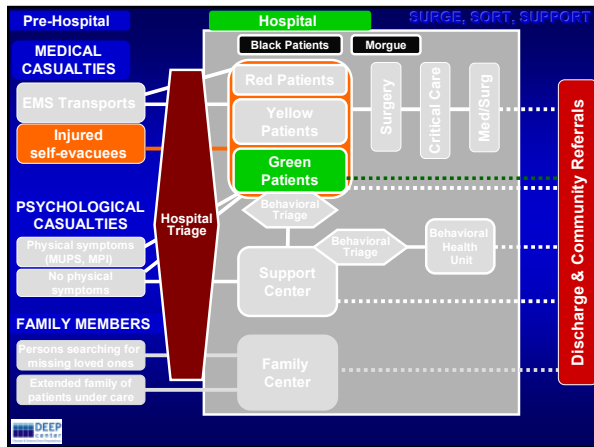 Pre-Hospital
Hospital
SURGE, SORT, SUPPORT
MEDICAL
CASUALTIES
EMS Transports
Injured
self-evacuees
PSYCHOLOGICAL
CASUALTIES
Physical symptoms
(MUPS, MPI)
No physical
symptoms
FAMILY MEMBERS
Persons searching for
missing loved ones
Extended family of
patients under care
Hospital
Triage
Black Patients
Morgue
Red Patients
Yellow
Patients
Green
Patients
Surgery
Critical Care
Med/Surg
Behavioral
Triage
Behavioral
Triage
Behavioral
Health
Unit
Support
Center
Family
Center
Discharge & Community Referrals
DEEP
center